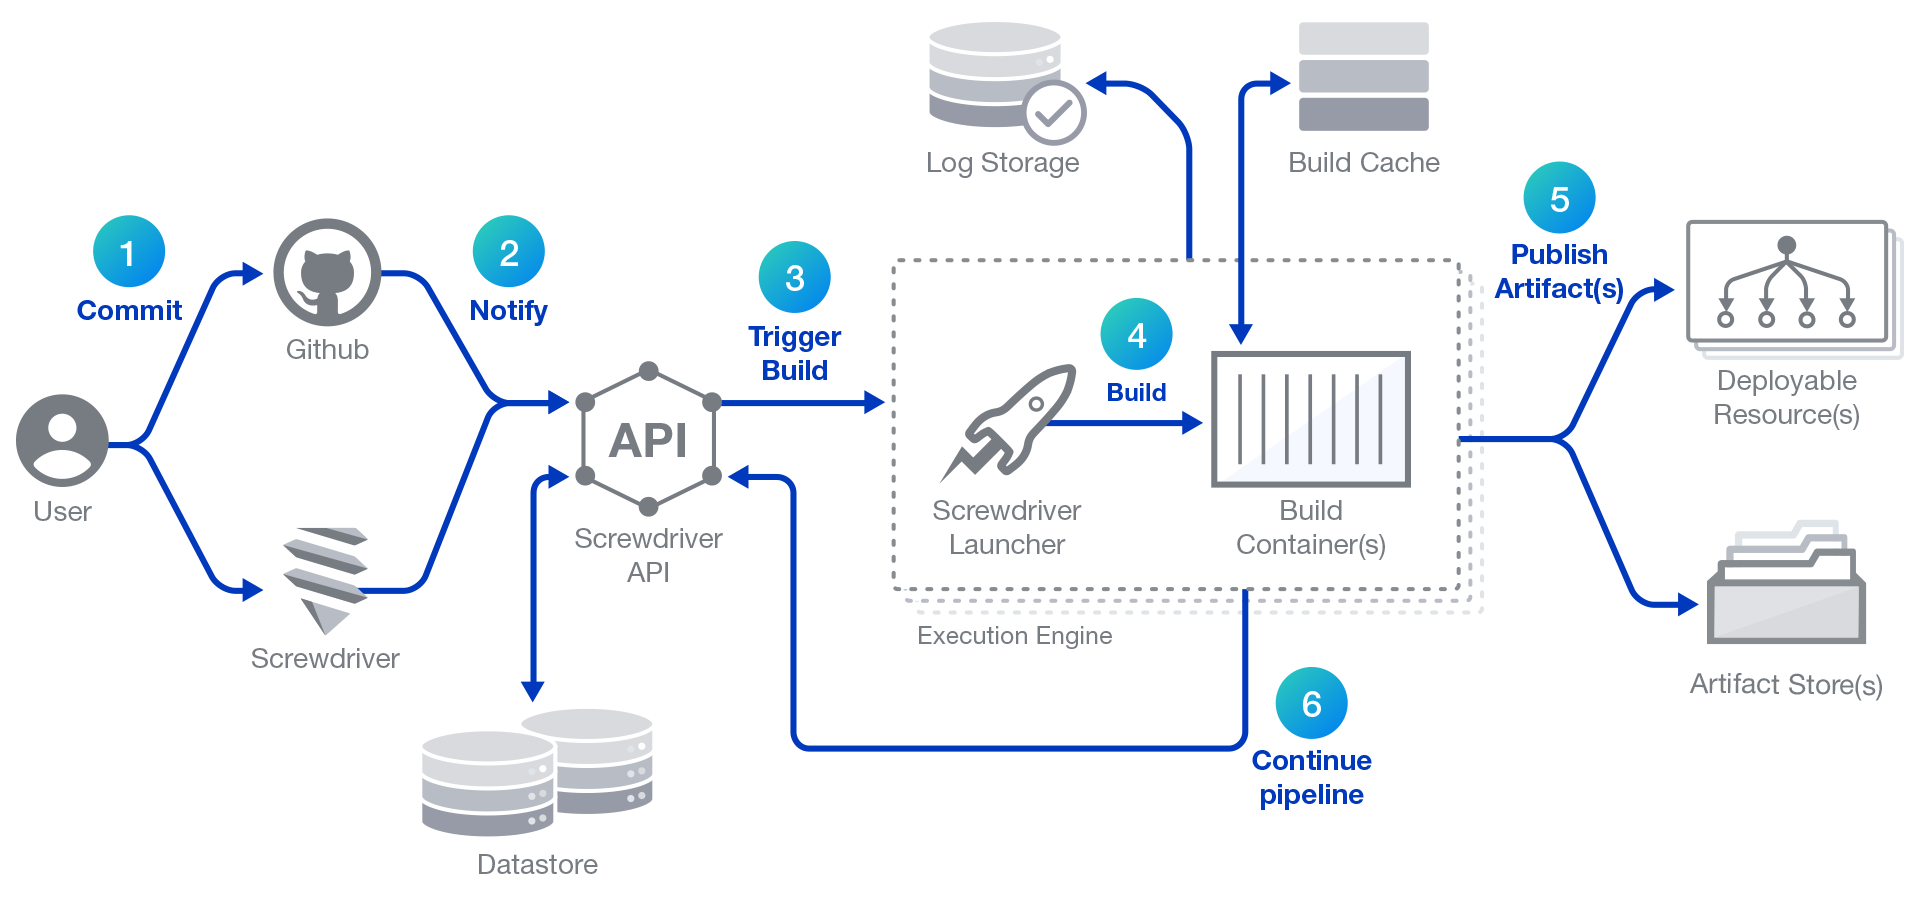 Log Storage
Build Cache
1
Commit
Github
2
Notify
3
Trigger
Build
4
Build
5
Publish
Artifact(s)
Deployable
Resource(s)
User
API
Screwdriver
API
Screwdriver
Launcher
Build
Container(s)
Execution Engine
Screwdriver
Artifact Store(s)
6
Continue
pipeline
Datastore